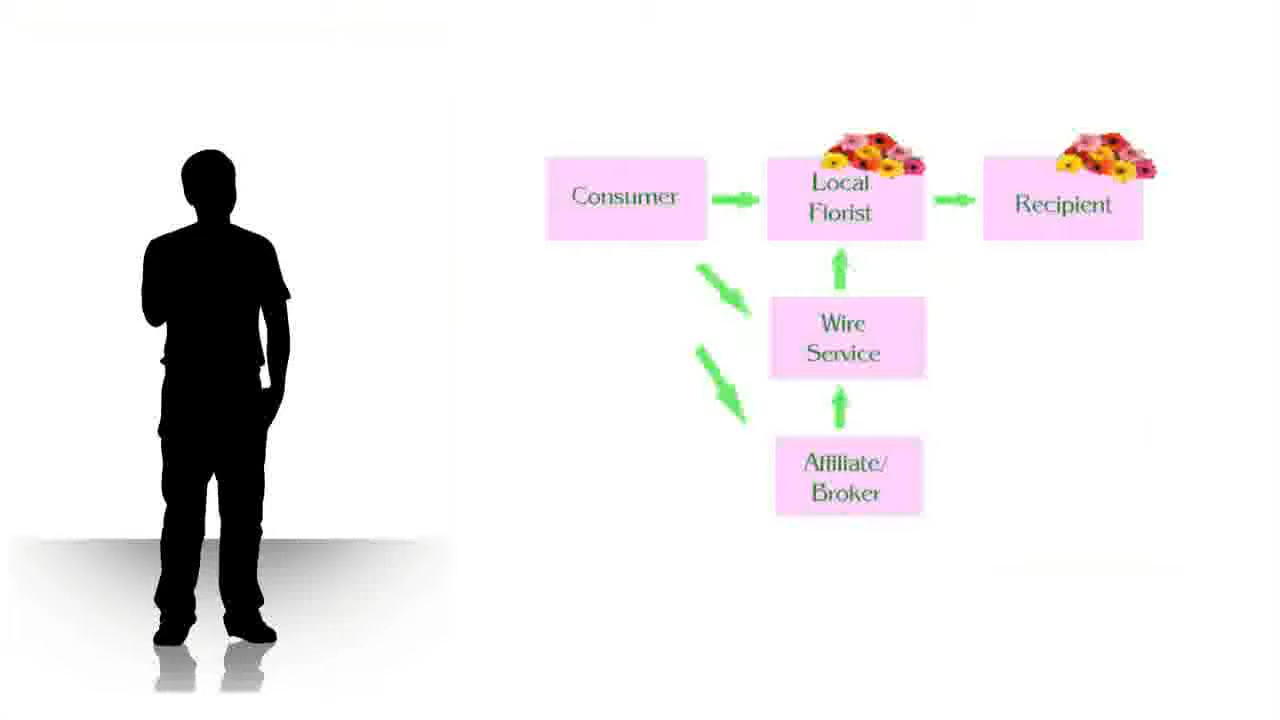 Consumer
Local
Florist
Recipient
Wire
Service
Affiliate/
Broker